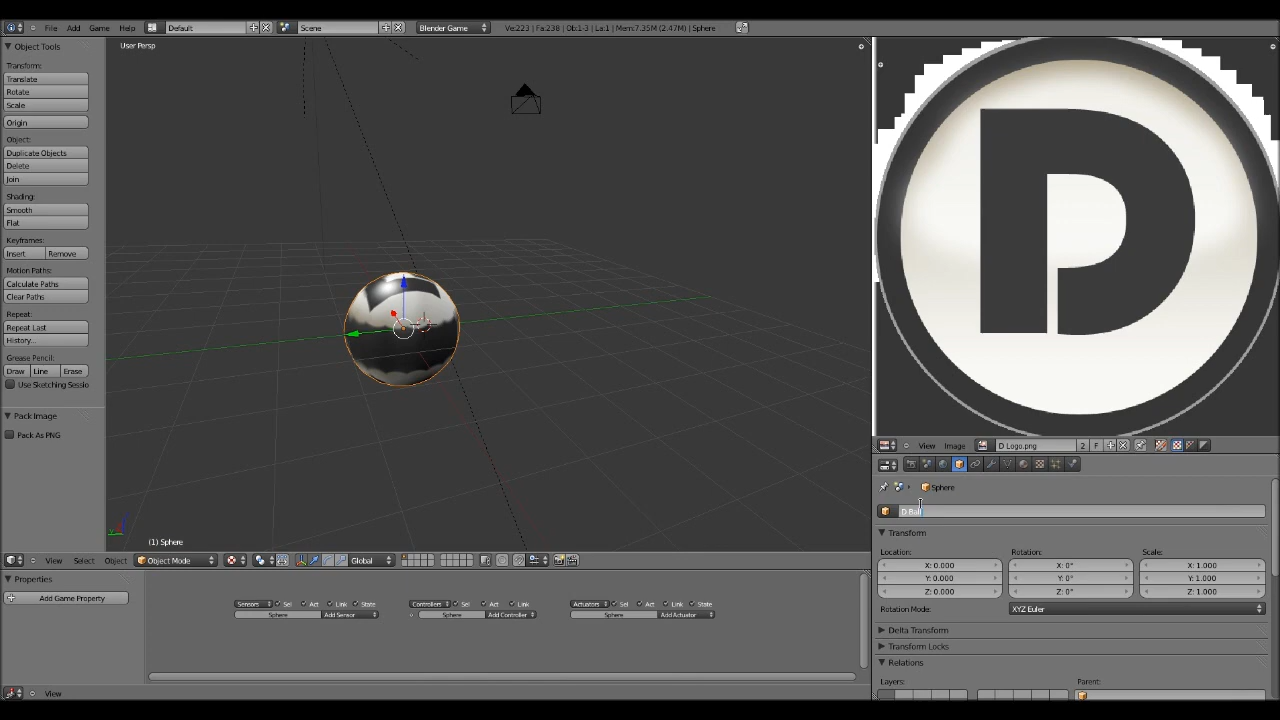 File Add Game Help Default Scene Blender Game Ve:223 | Fa:238 | Ob:1-3 | La:1 | Mem:7.35M (2.47M) | Sphere
Object Tools
Transform:
Translate
Rotate
Scale
Origin
Object:
Duplicate Objects
Delete
Join
Shading:
Smooth
Flat
Keyframes:
Insert Remove
Motion Paths:
Calculate Paths
Clear Paths
Repeat:
Repeat Last
History...
Grease Pencil:
Draw Line Erase
Use Sketching Sessio
Pack Image
Pack As PNG
User Persp
(1) Sphere
View Select Object Object Mode Global
Properties
Add Game Property
Sensors Sel Act Link State
Sphere Add Sensor
Controllers Sel Act Link
Sphere Add Controller
Actuators Sel Act Link State
Sphere Add Actuator
View
D
View Image D Logo.png 2 F
Sphere
D Ball
Transform
Location: Rotation: Scale:
X: 0.000 X: 0° X: 1.000
Y: 0.000 Y: 0° Y: 1.000
Z: 0.000 Z: 0° Z: 1.000
Rotation Mode: XYZ Euler
Delta Transform
Transform Locks
Relations
Layers: Parent: